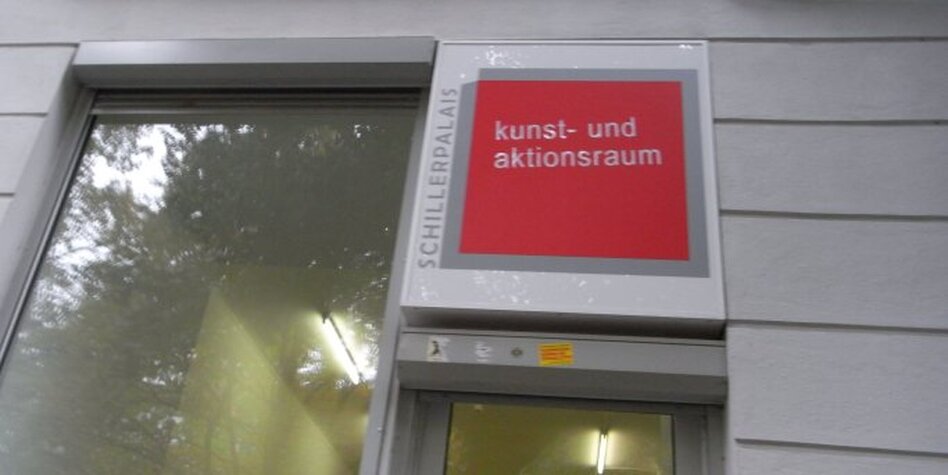 SCHILLERPALAIS
kunst- und
aktionsraum